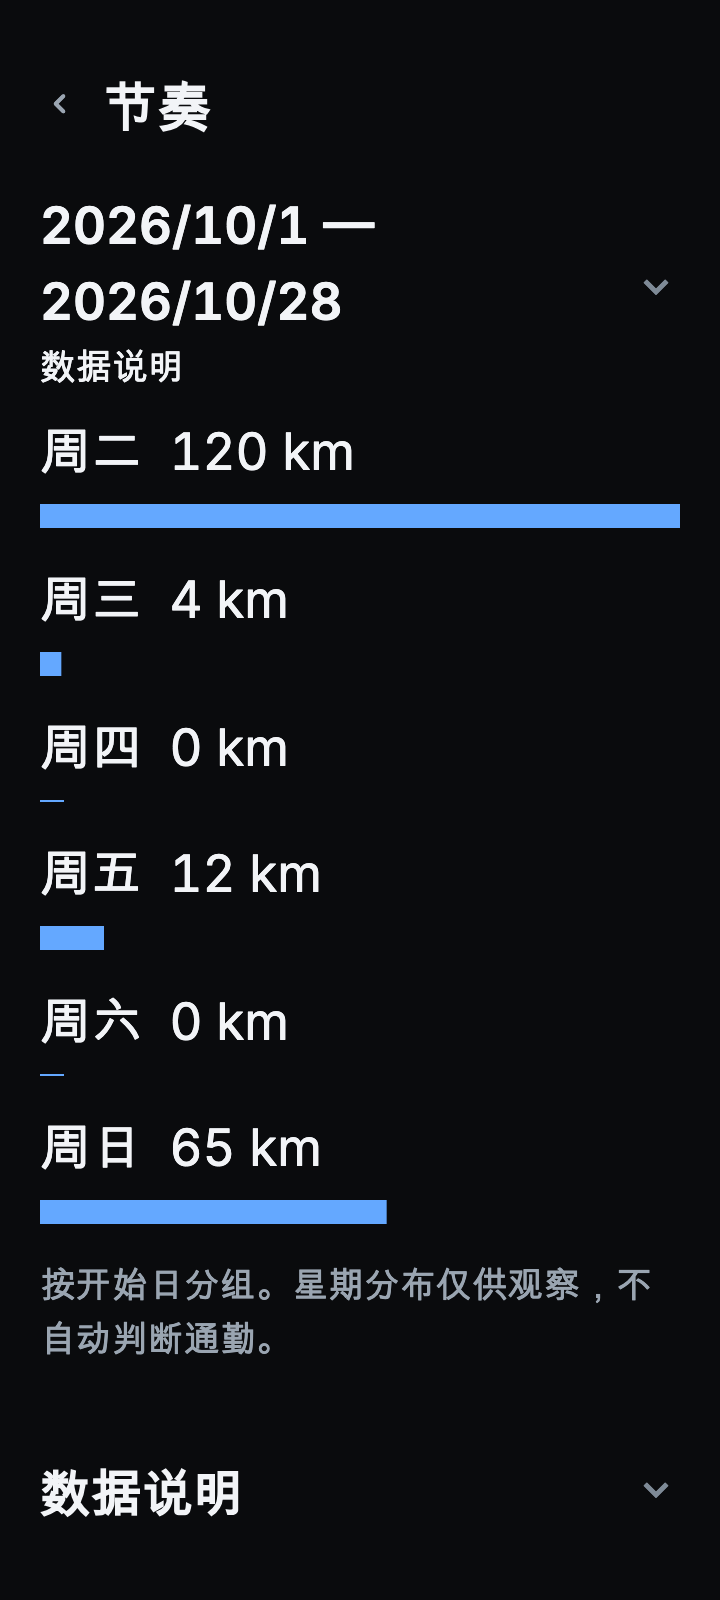 节奏
2026/10/1 —
2026/10/28
数据说明
周二 120 km
周三 4 km
周四 0 km
周五 12 km
周六 0 km
周日 65 km
按开始日分组。星期分布仅供观察，不
自动判断通勤。
数据说明